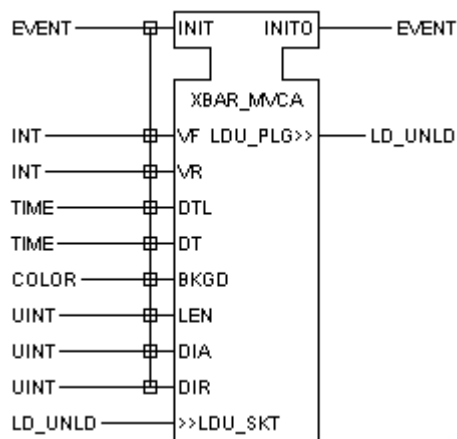 EVENT INIT INITO EVENT
XBAR_MVCA
INT VF LDU_PLG>> LD_UNLD
INT VR
TIME DTL
TIME DT
COLOR BKGD
UINT LEN
UINT DIA
UINT DIR
LD_UNLD >>LDU_SKT